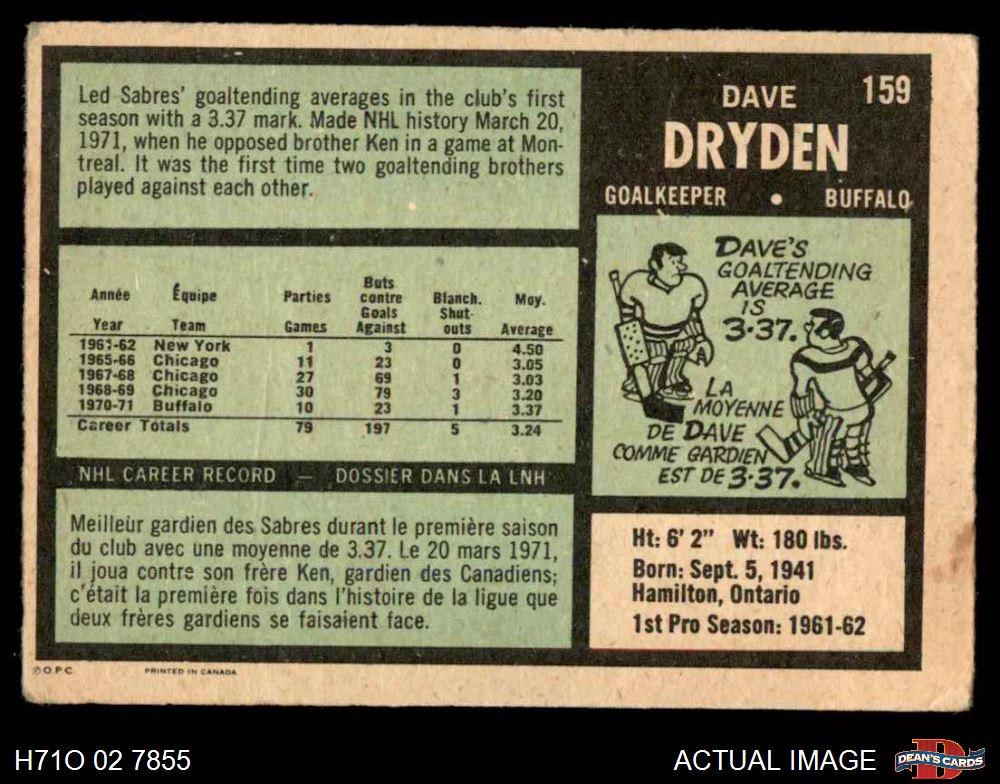 Led Sabres' goaltending averages in the club's first
season with a 3.37 mark. Made NHL history March 20,
1971, when he opposed brother Ken in a game at Mon-
treal. It was the first time two goaltending brothers
played against each other.
DAVE 159
DRYDEN
GOALKEEPER • BUFFALO
Année Équipe Parties Buts contre Blanch. Moy.
Year Team Games Goals Against Shut-outs Average
1961-62 New York 1 3 0 4.50
1965-66 Chicago 11 23 0 3.05
1967-68 Chicago 27 69 1 3.03
1968-69 Chicago 30 79 3 3.20
1970-71 Buffalo 10 23 1 3.37
Career Totals 79 197 5 3.24
NHL CAREER RECORD — DOSSIER DANS LA LNH
DAVE'S
GOALTENDING
AVERAGE
IS
3.37.
A
LA
MOYENNE
DE DAVE
COMME GARDIEN
EST DE 3.37.
Meilleur gardien des Sabres durant le première saison
du club avec une moyenne de 3.37. Le 20 mars 1971,
il joua contre son frère Ken, gardien des Canadiens;
c'était la première fois dans l'histoire de la ligue que
deux frères gardiens se faisaient face.
Ht: 6' 2" Wt: 180 lbs.
Born: Sept. 5, 1941
Hamilton, Ontario
1st Pro Season: 1961-62
© O.P.C. PRINTED IN CANADA
H71O 02 7855 ACTUAL IMAGE
DEAN'S CARDS